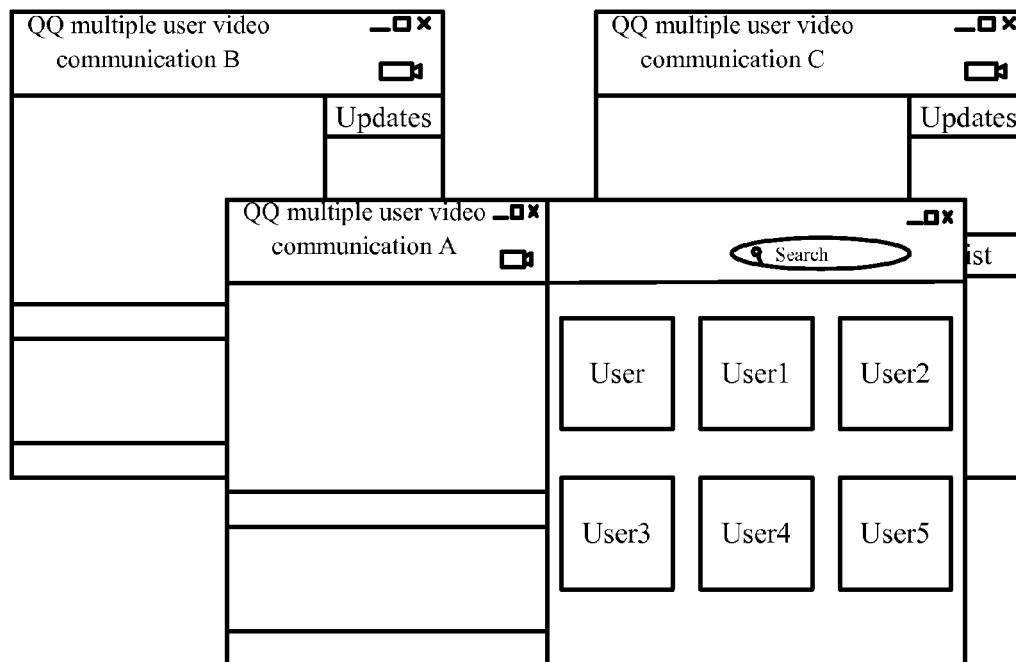 QQ multiple user video
communication B
QQ multiple user video
communication C
Updates
Updates
QQ multiple user video
communication A
Search
ist
User
User1
User2
User3
User4
User5